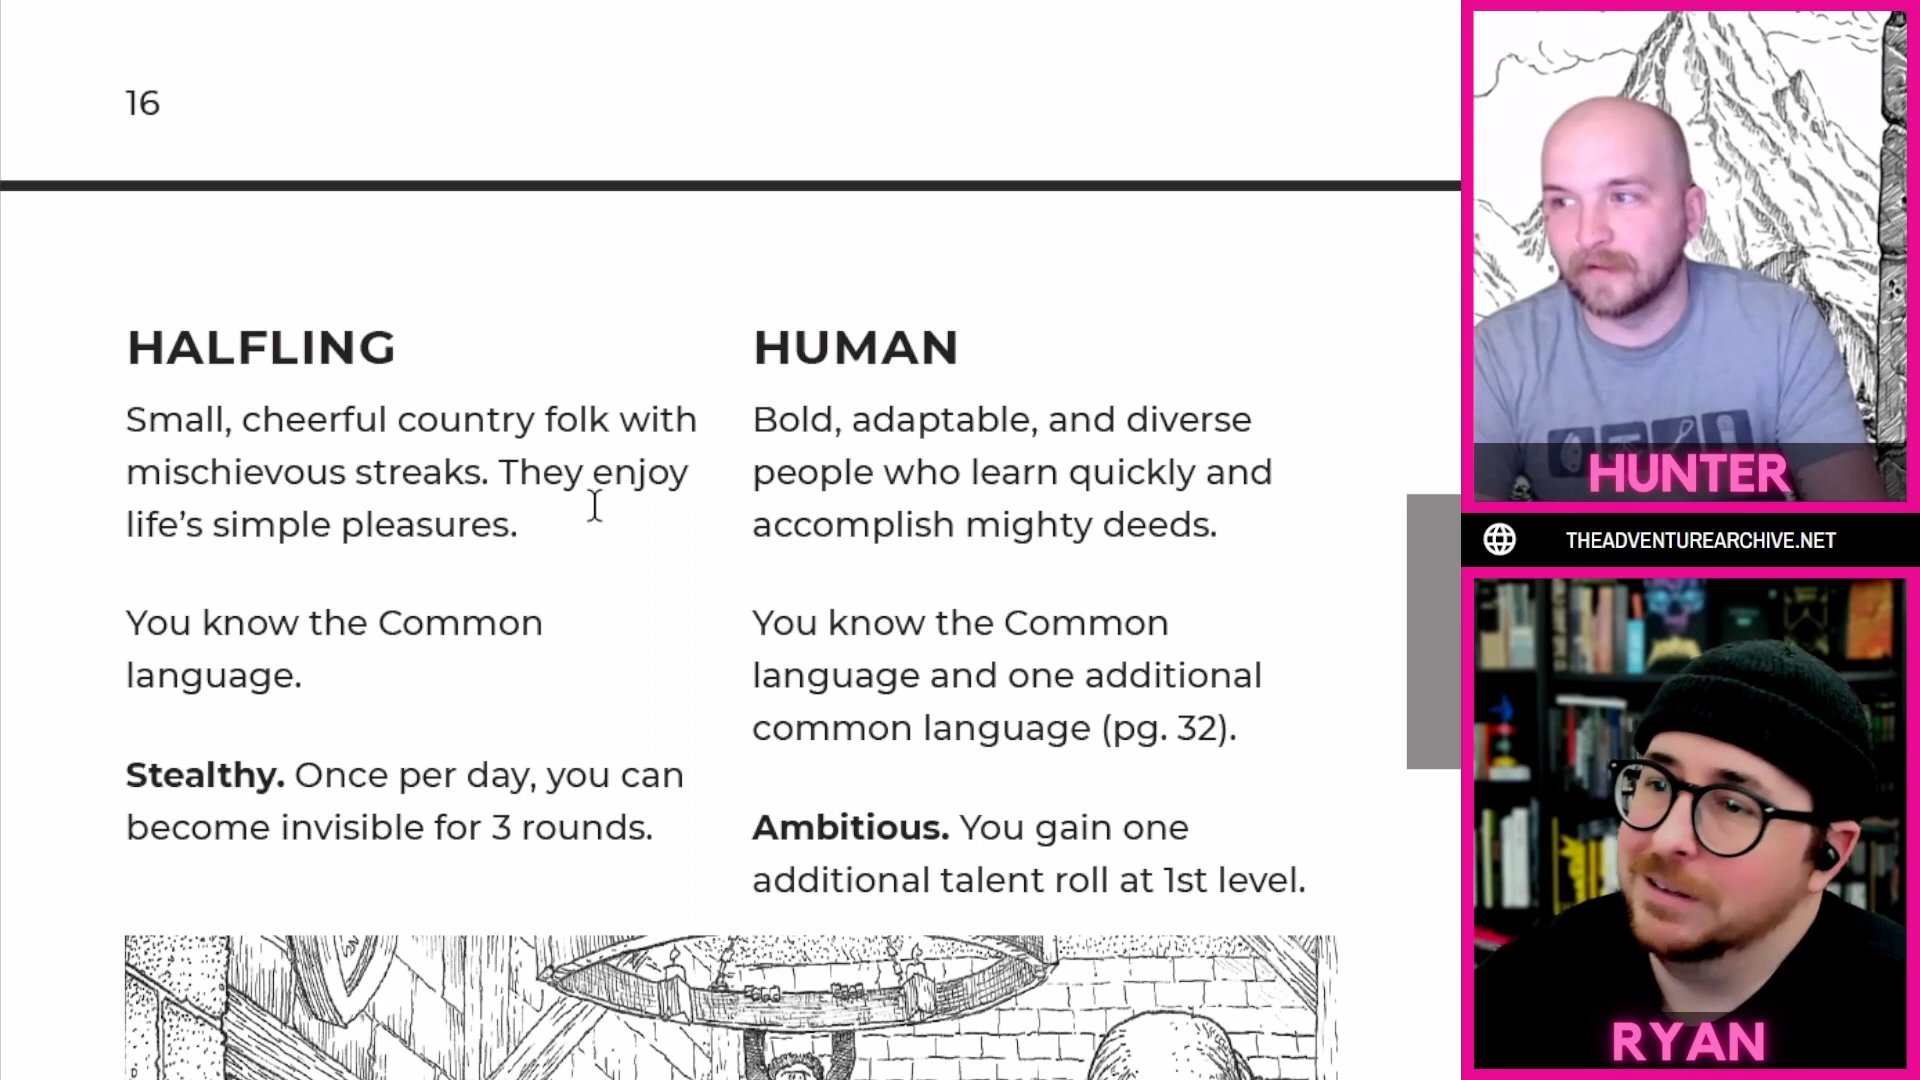 16
HALFLING
Small, cheerful country folk with
mischievous streaks. They enjoy
life’s simple pleasures.
You know the Common
language.
Stealthy. Once per day, you can
become invisible for 3 rounds.
HUMAN
Bold, adaptable, and diverse
people who learn quickly and
accomplish mighty deeds.
You know the Common
language and one additional
common language (pg. 32).
Ambitious. You gain one
additional talent roll at 1st level.
HUNTER
THEADVENTUREARCHIVE.NET
RYAN